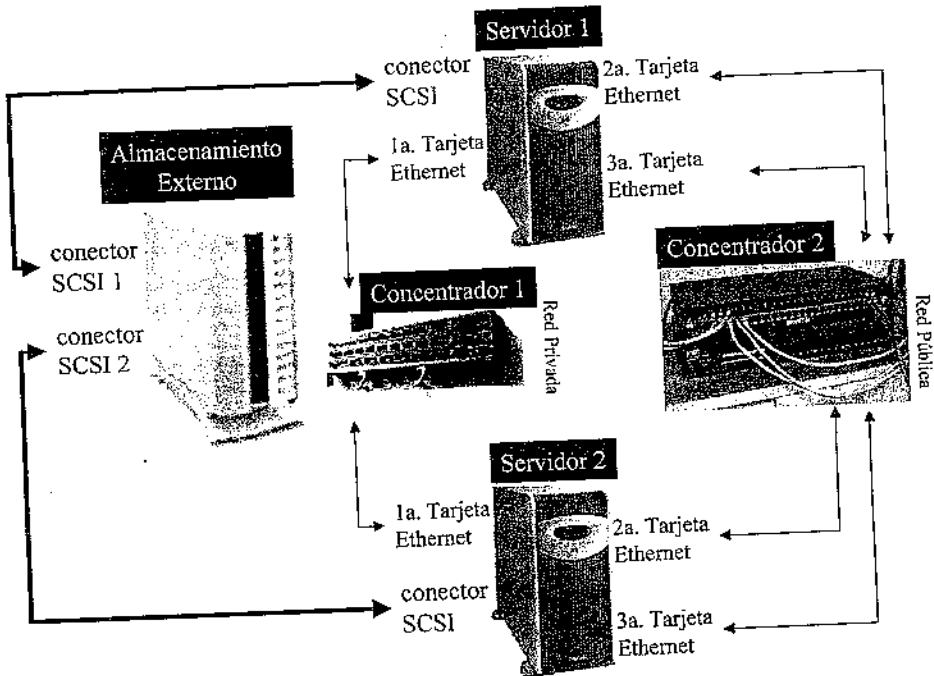 Servidor 1
conector
SCSI
2a. Tarjeta
Ethernet
1a. Tarjeta
Ethernet
3a. Tarjeta
Ethernet
Almacenamiento
Externo
conector
SCSI 1
conector
SCSI 2
Concentrador 1
Red Privada
Concentrador 2
Red Pública
Servidor 2
1a. Tarjeta
Ethernet
2a. Tarjeta
Ethernet
conector
SCSI
3a. Tarjeta
Ethernet